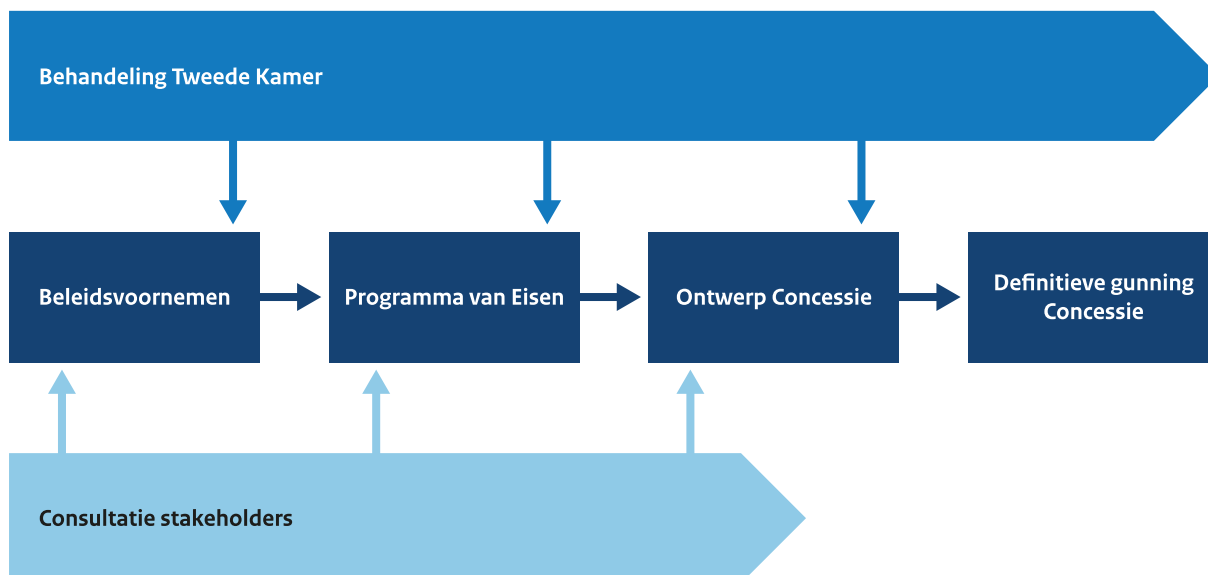 Behandeling Tweede Kamer
Beleidsvoornemen
Programma van Eisen
Ontwerp Concessie
Definitieve gunning
Concessie
Consultatie stakeholders